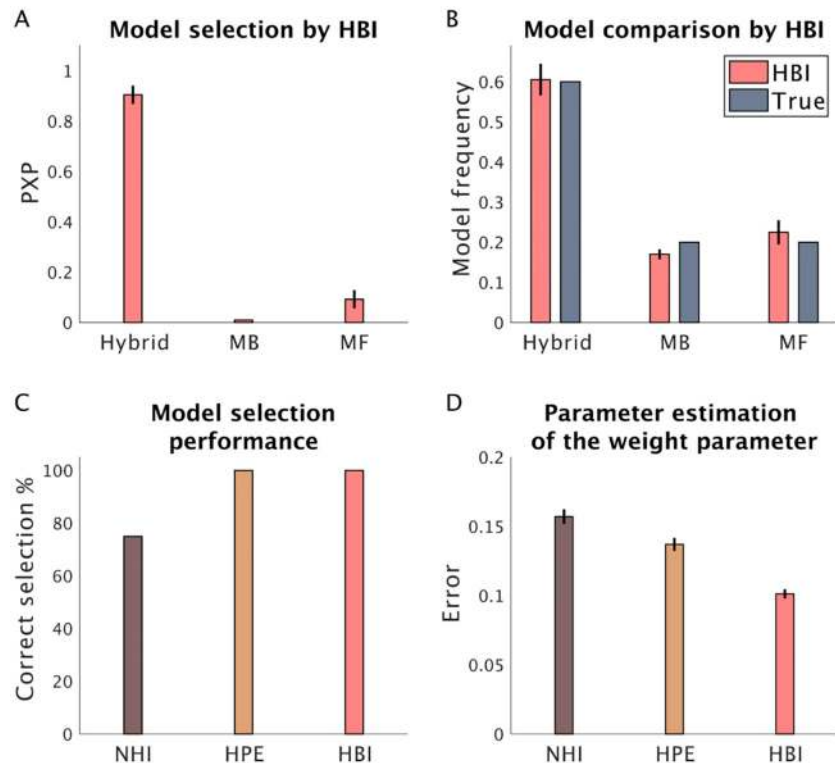 A
Model selection by HBI
PXP
1
0.8
0.6
0.4
0.2
0
Hybrid MB MF
B
Model comparison by HBI
Model frequency
0.6
0.5
0.4
0.3
0.2
0.1
0
HBI
True
Hybrid MB MF
C
Model selection
performance
Correct selection %
100
80
60
40
20
0
NHI HPE HBI
D
Parameter estimation
of the weight parameter
Error
0.2
0.15
0.1
0.05
0
NHI HPE HBI